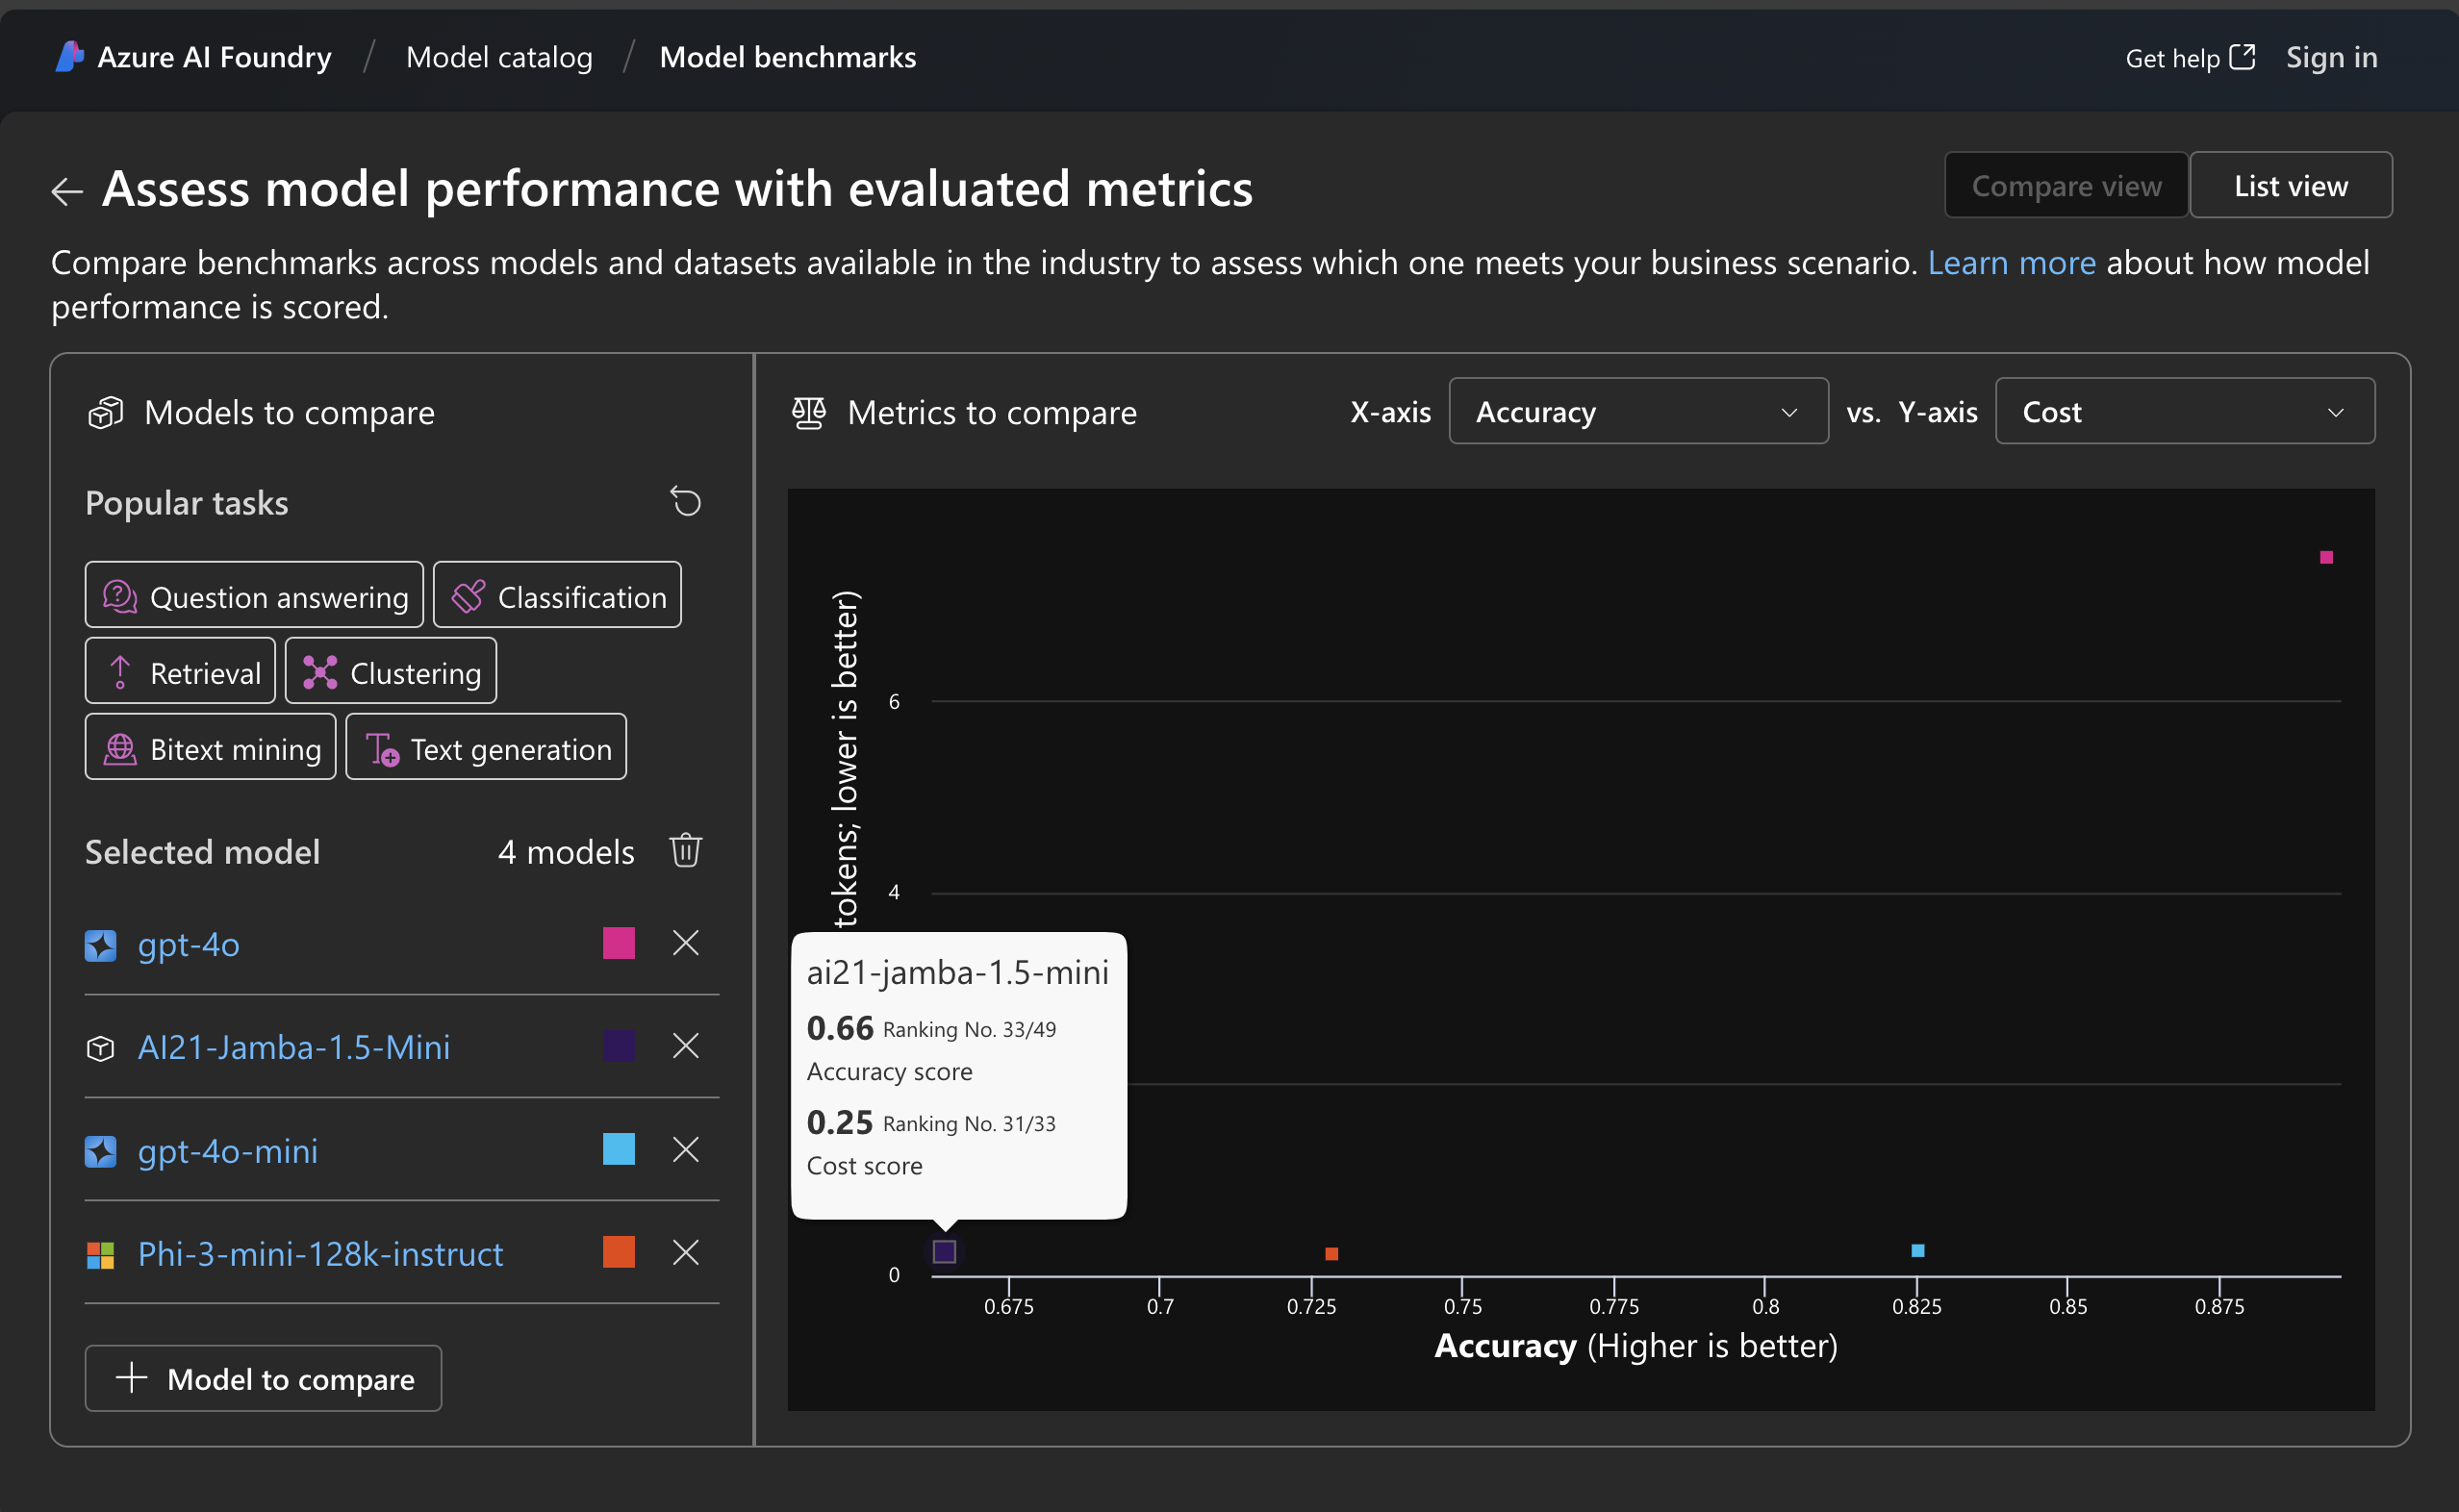 Azure AI Foundry / Model catalog / Model benchmarks
Get help Sign in
Assess model performance with evaluated metrics
Compare view List view
Compare benchmarks across models and datasets available in the industry to assess which one meets your business scenario. Learn more about how model
performance is scored.
Models to compare
Popular tasks
Question answering Classification
Retrieval Clustering
Bitext mining Text generation
Selected model 4 models
gpt-4o
AI21-Jamba-1.5-Mini
gpt-4o-mini
Phi-3-mini-128k-instruct
Model to compare
Metrics to compare
X-axis Accuracy vs. Y-axis Cost
tokens; lower is better)
6
4
ai21-jamba-1.5-mini
0.66 Ranking No. 33/49
Accuracy score
0.25 Ranking No. 31/33
Cost score
0
0.675 0.7 0.725 0.75 0.775 0.8 0.825 0.85 0.875
Accuracy (Higher is better)